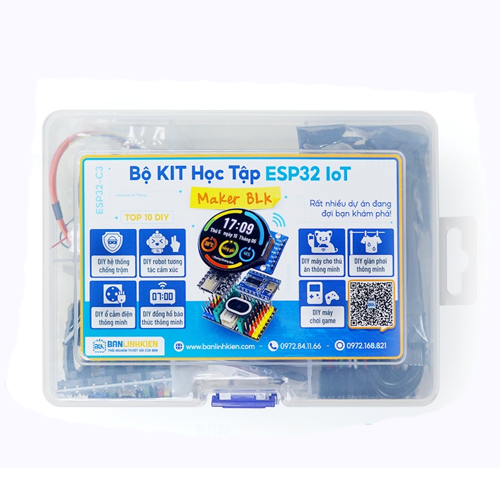 ESP32-C3
Bộ KIT Học Tập ESP32 IoT
Maker BLK
Rất nhiều dự án đang
đợi bạn khám phá!
TOP 10 DIY
17:09
DIY hệ thống
chống trộm
DIY robot tương
tác cảm xúc
DIY máy cho thú
ăn thông minh
DIY giàn phơi
thông minh
07:00
DIY ổ cắm điện
thông minh
DIY đồng hồ báo
thức thông minh
DIY máy
chơi game
BANLINHKIEN
www.banlinhkien.com
0972.84.11.66
0972.168.821